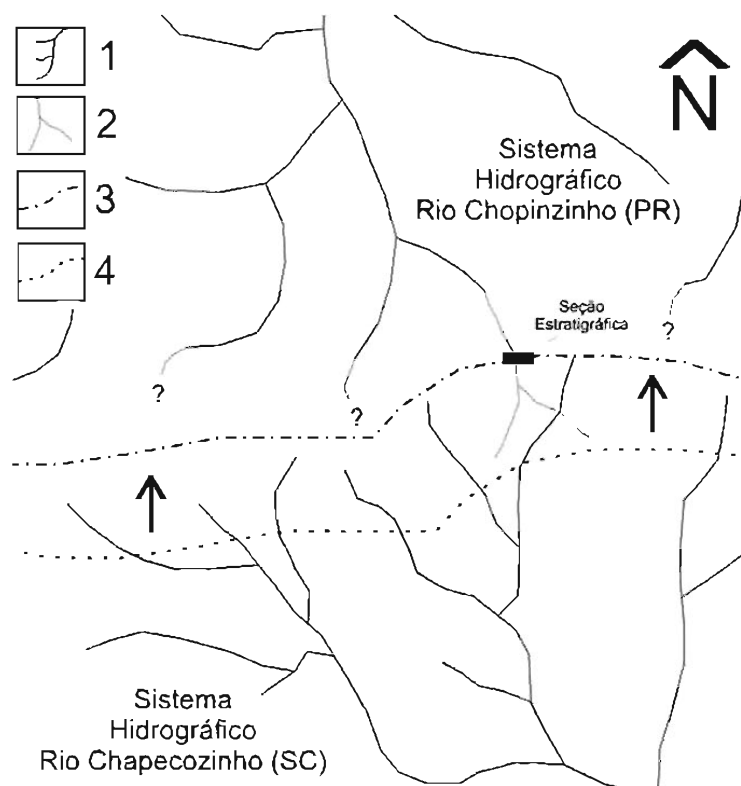 1
2
3
4
N
Sistema
Hidrográfico
Rio Chopinzinho (PR)
Seção
Estratigráfica
?
?
?
Sistema
Hidrográfico
Rio Chapecozinho (SC)